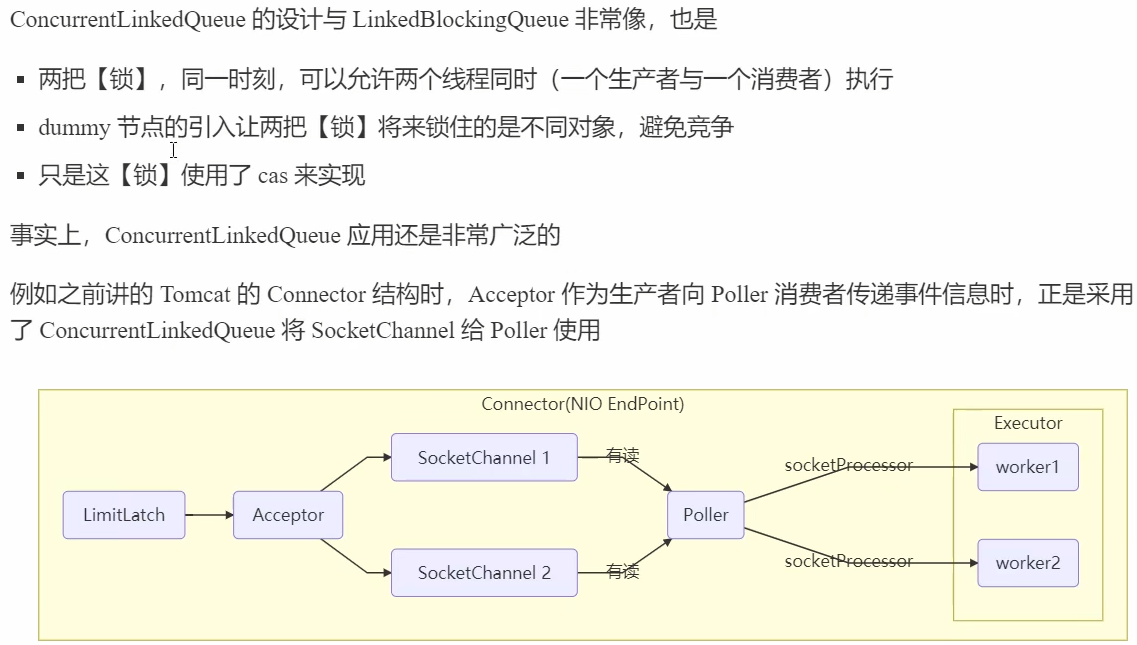 ConcurrentLinkedQueue 的设计与 LinkedBlockingQueue 非常像，也是
▪ 两把【锁】，同一时刻，可以允许两个线程同时（一个生产者与一个消费者）执行
▪ dummy 节点的引入让两把【锁】将来锁住的是不同对象，避免竞争
▪ 只是这【锁】使用了 cas 来实现
事实上，ConcurrentLinkedQueue 应用还是非常广泛的
例如之前讲的 Tomcat 的 Connector 结构时，Acceptor 作为生产者向 Poller 消费者传递事件信息时，正是采用
了 ConcurrentLinkedQueue 将 SocketChannel 给 Poller 使用
Connector(NIO EndPoint)
Executor
SocketChannel 1
有读
socketProcessor
worker1
LimitLatch
Acceptor
Poller
SocketChannel 2
有读
socketProcessor
worker2